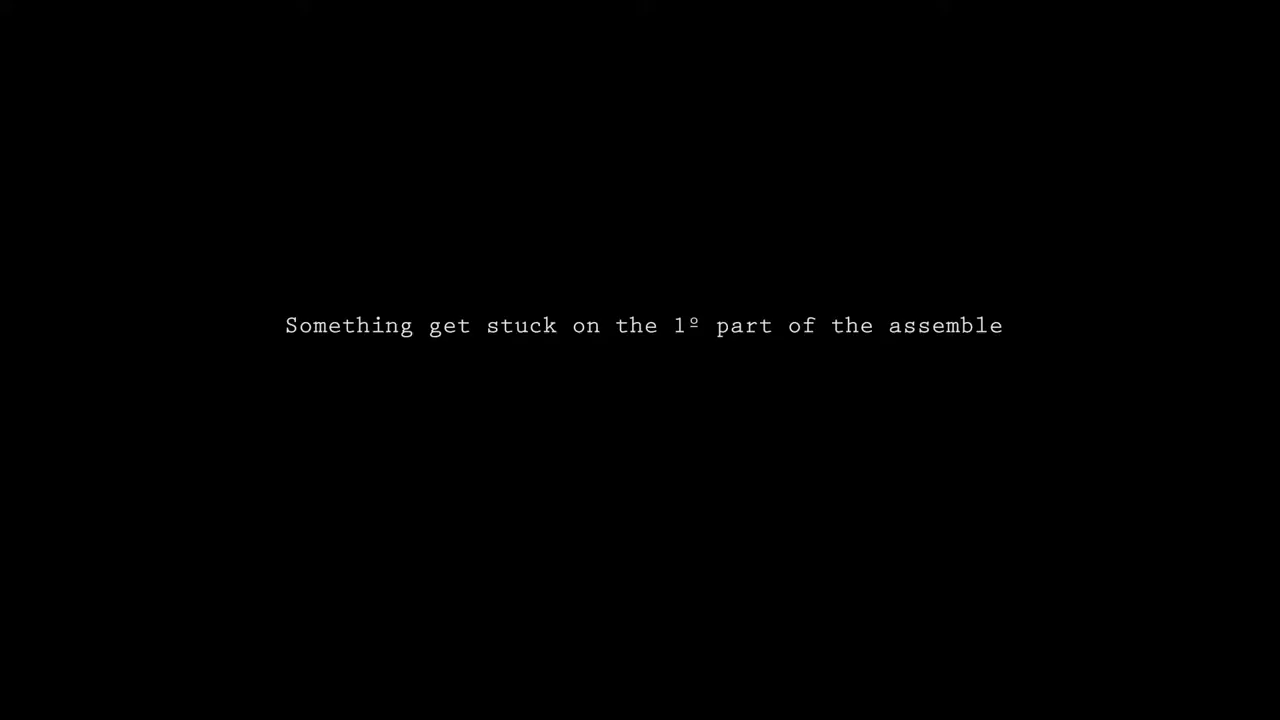 Something get stuck on the 1º part of the assemble